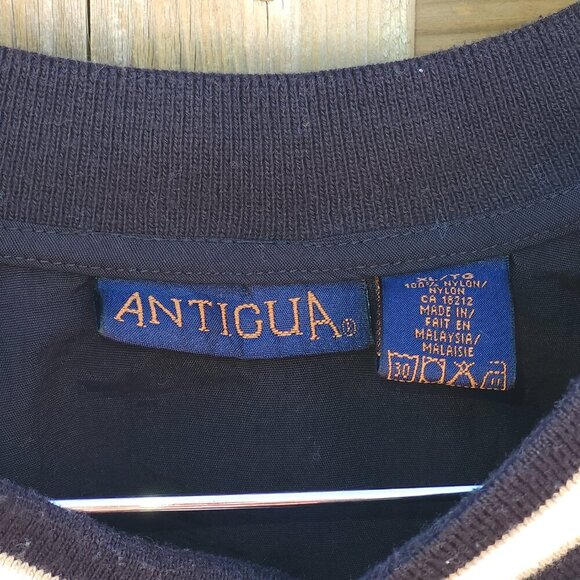 ANTIGUA®
XL/TG
100% NYLON/
NYLON
CA 18212
MADE IN/
FAIT EN
MALAYSIA/
MALAISIE
30